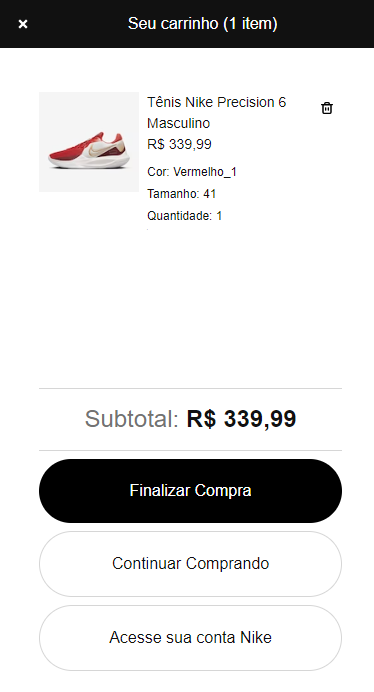 Seu carrinho (1 item)
Tênis Nike Precision 6
Masculino
R$ 339,99
Cor: Vermelho_1
Tamanho: 41
Quantidade: 1
Subtotal: R$ 339,99
Finalizar Compra
Continuar Comprando
Acesse sua conta Nike